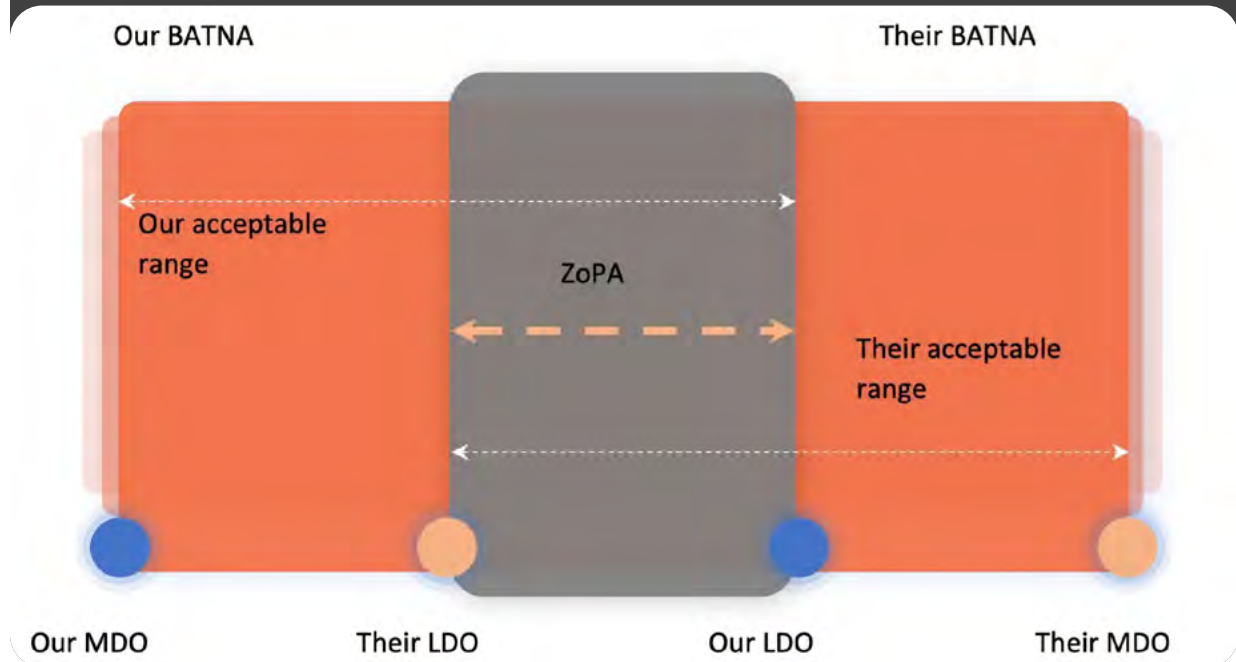 Our BATNA
Their BATNA
Our acceptable
range
ZoPA
Their acceptable
range
Our MDO
Their LDO
Our LDO
Their MDO